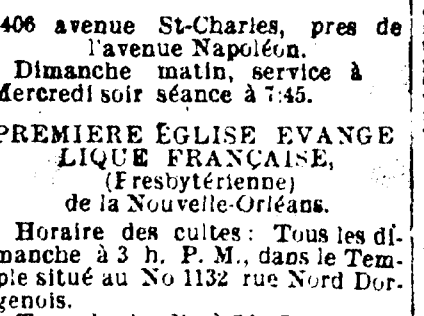 406 avenue St-Charles, pres de
l'avenue Napoléon.
Dimanche matin, service à
Mercredi soir séance à 7:45.
PREMIERE ÉGLISE EVANGE
LIQUE FRANÇAISE,
(Presbytérienne)
de la Nouvelle-Orléans.
Horaire des cultes: Tous les di-
manche à 3 h. P. M., dans le Tem-
ple situé au No 1132 rue Nord Dor-
genois.